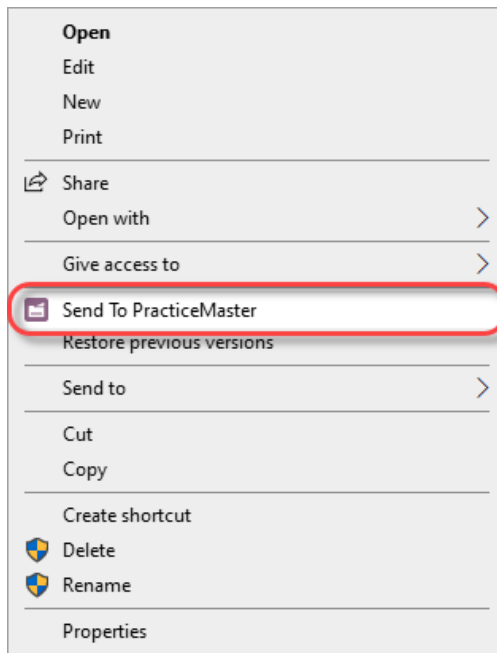 Open
Edit
New
Print
Share
Open with
Give access to
Send To PracticeMaster
Restore previous versions
Send to
Cut
Copy
Create shortcut
Delete
Rename
Properties